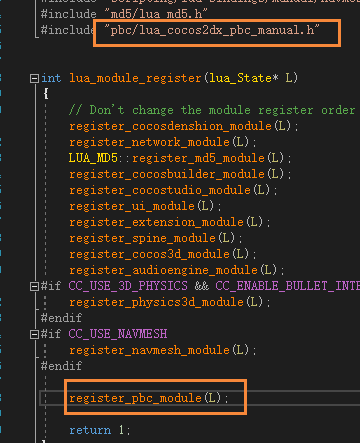 #include "md5/lua_md5.h"
#include "pbc/lua_cocos2dx_pbc_manual.h"
int lua_module_register(lua_State* L)
{
// Don't change the module register order
register_cocosdenshion_module(L);
register_network_module(L);
LUA_MD5::register_md5_module(L);
register_cocosbuilder_module(L);
register_cocostudio_module(L);
register_ui_module(L);
register_extension_module(L);
register_spine_module(L);
register_cocos3d_module(L);
register_audioengine_module(L);
#if CC_USE_3D_PHYSICS && CC_ENABLE_BULLET_INTE
register_physics3d_module(L);
#endif
#if CC_USE_NAVMESH
register_navmesh_module(L);
#endif
register_pbc_module(L);
return 1;